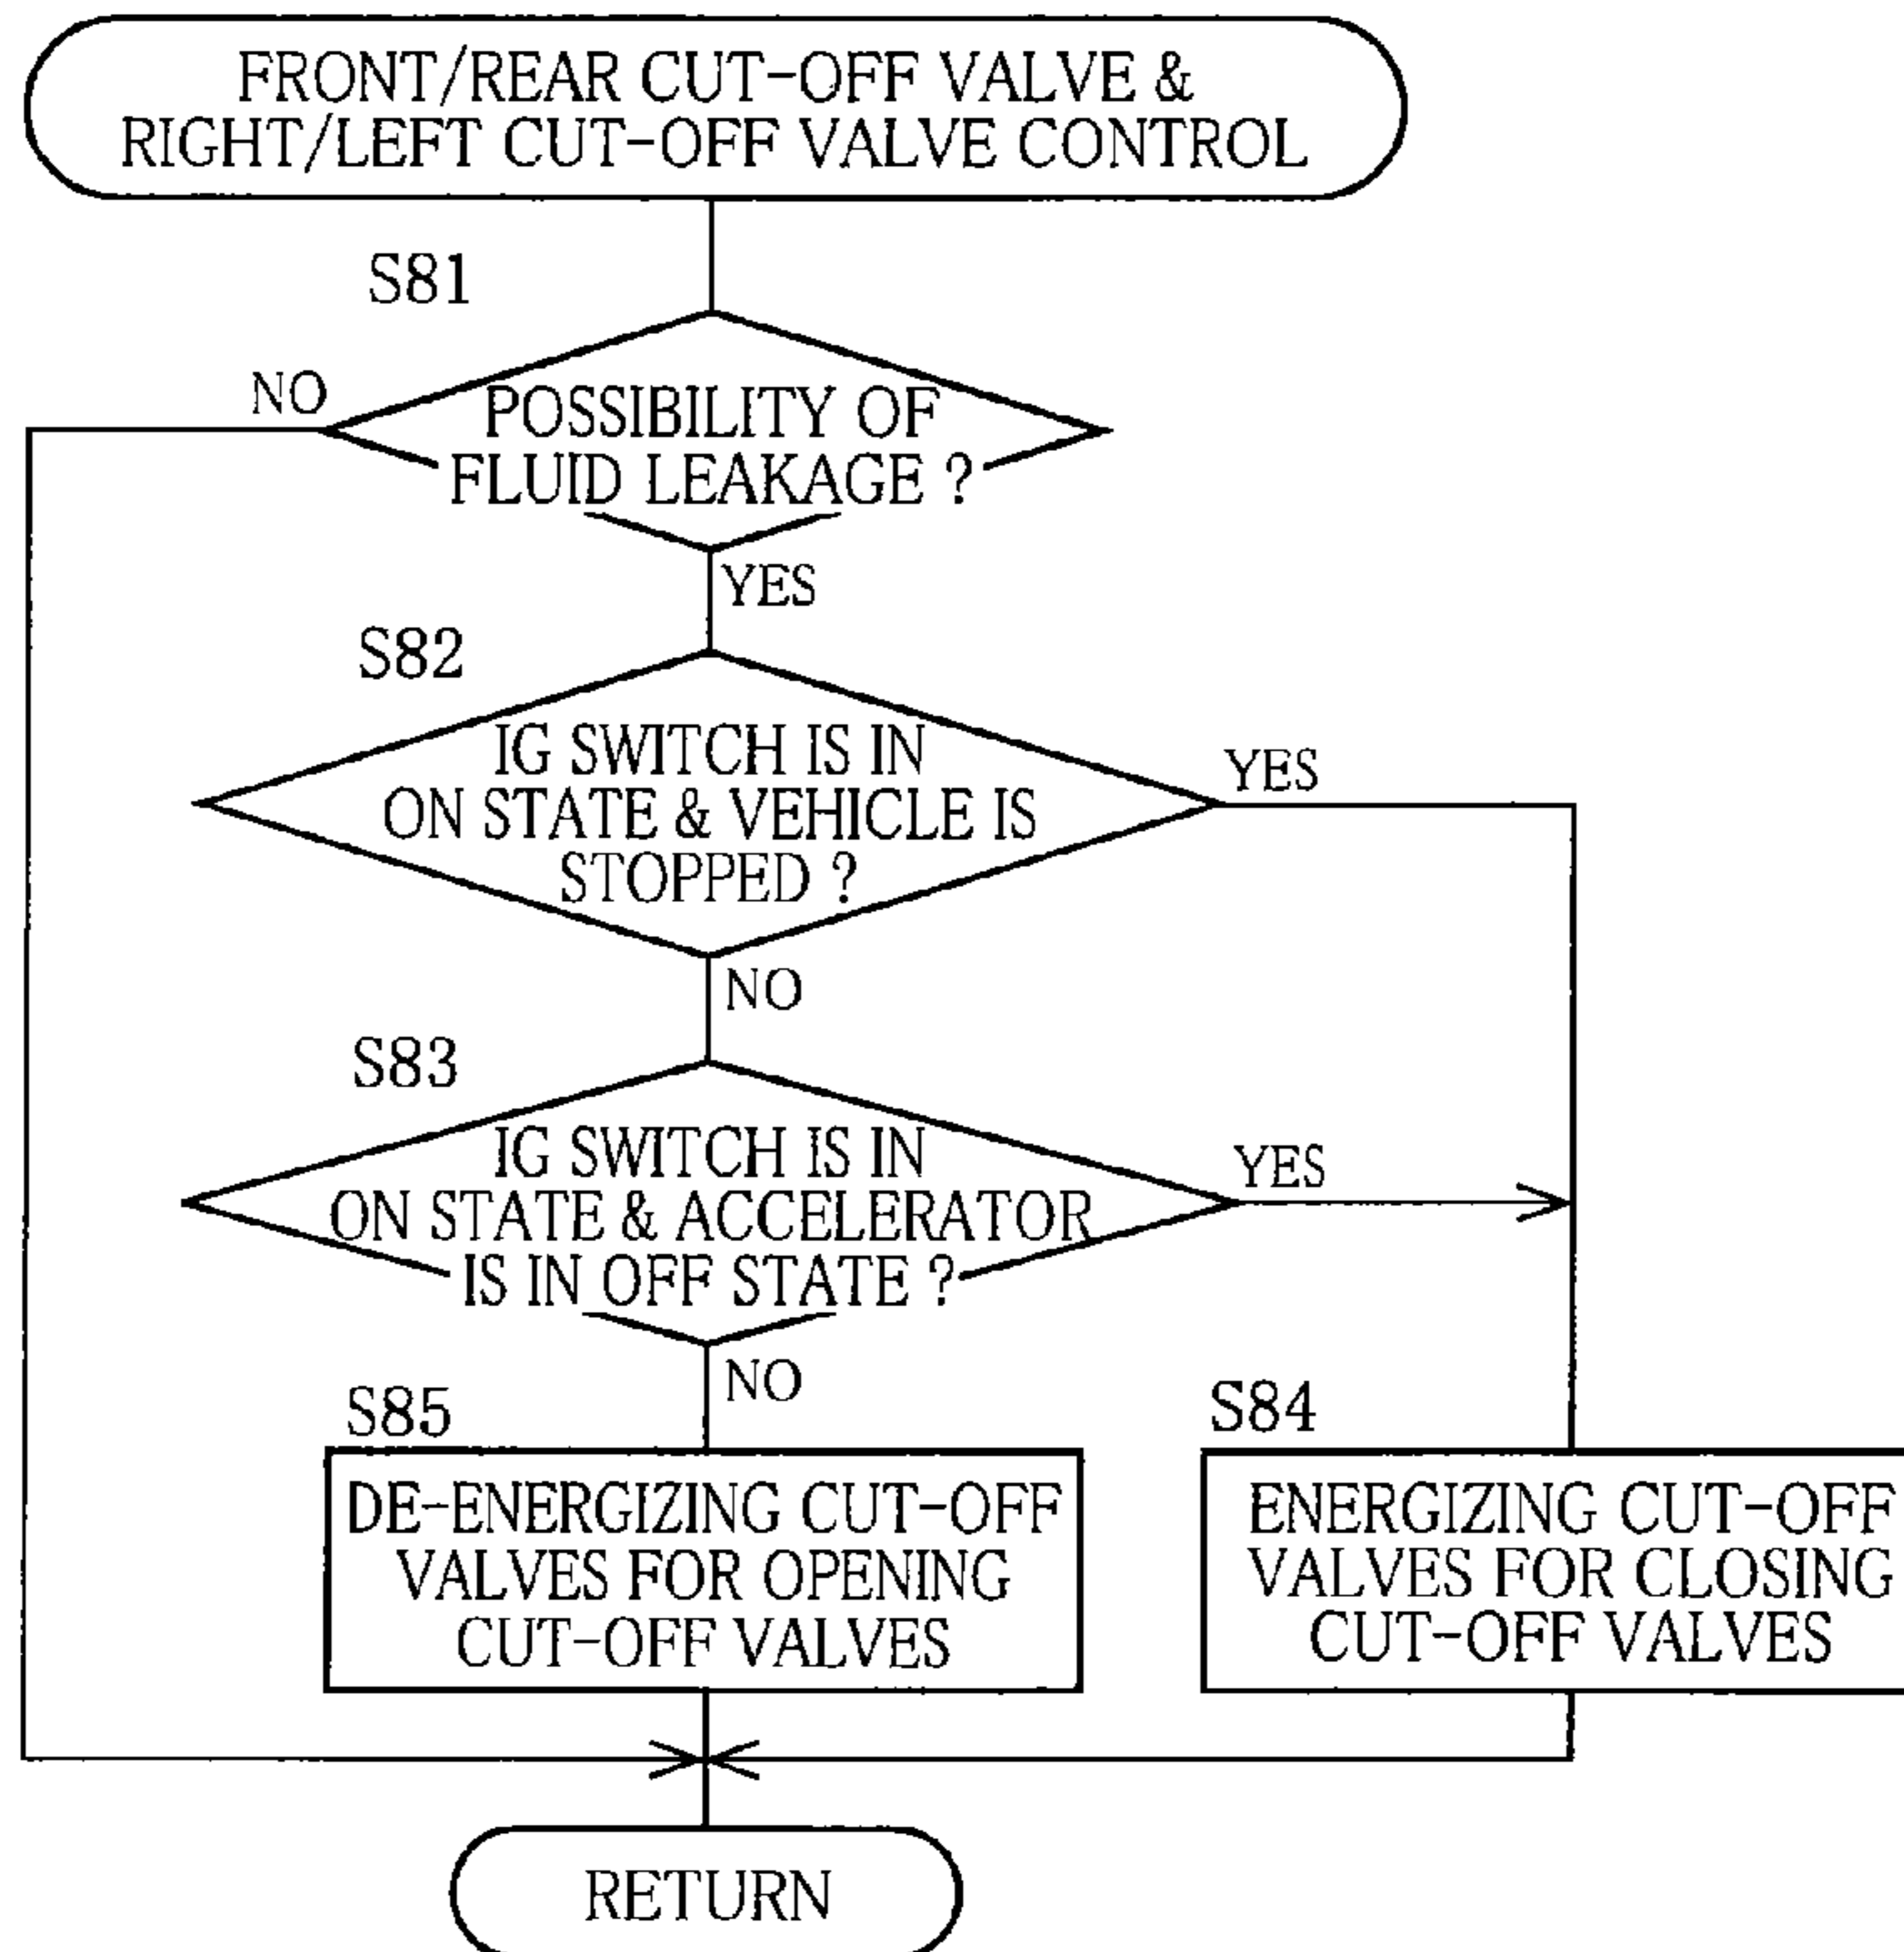 FRONT/REAR CUT-OFF VALVE &
RIGHT/LEFT CUT-OFF VALVE CONTROL
S81
NO
POSSIBILITY OF
FLUID LEAKAGE ?
YES
S82
IG SWITCH IS IN
ON STATE & VEHICLE IS
STOPPED ?
YES
NO
S83
IG SWITCH IS IN
ON STATE & ACCELERATOR
IS IN OFF STATE ?
YES
NO
S85
DE-ENERGIZING CUT-OFF
VALVES FOR OPENING
CUT-OFF VALVES
S84
ENERGIZING CUT-OFF
VALVES FOR CLOSING
CUT-OFF VALVES
RETURN